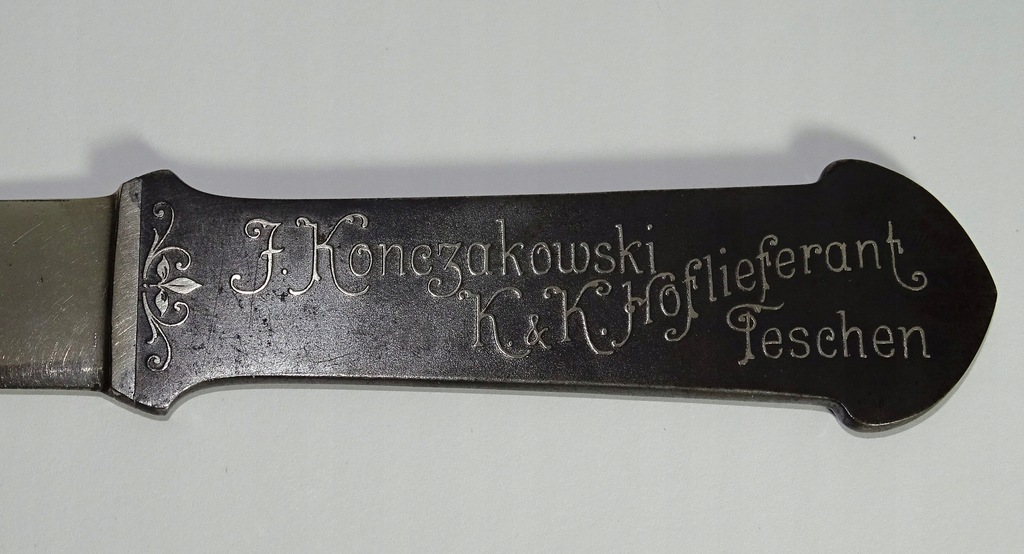 J. Konczakowski
K. & K. Hoflieferant
Teschen